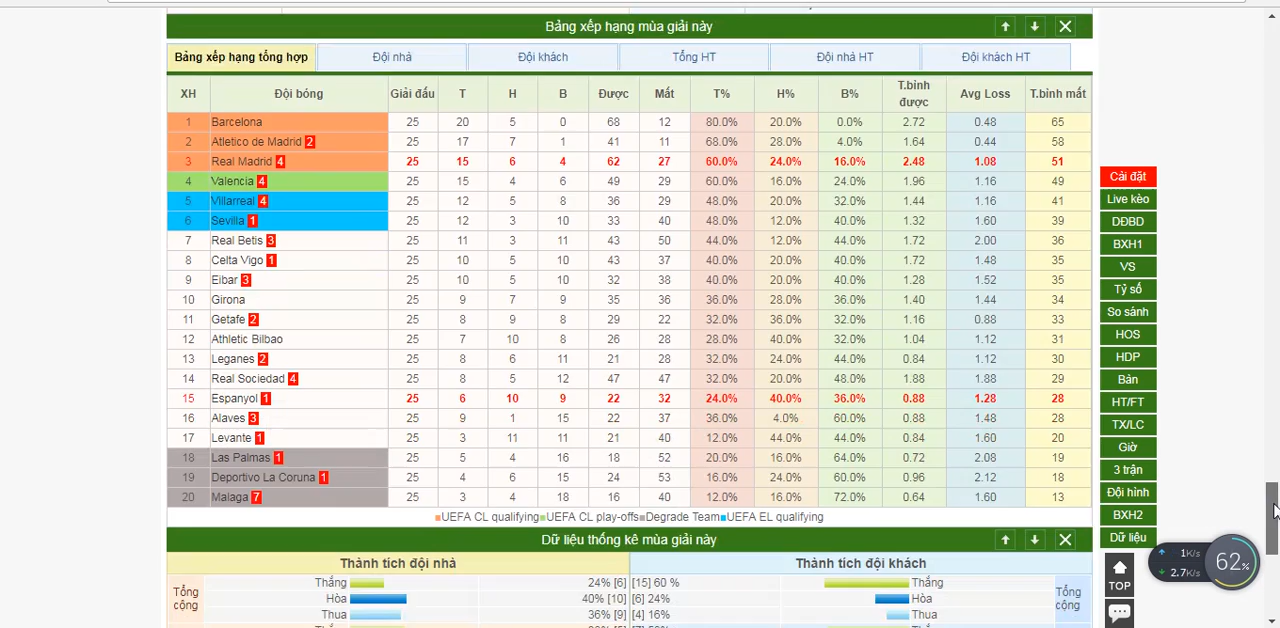 Bảng xếp hạng mùa giải này
Bảng xếp hạng tổng hợp Đội nhà Đội khách Tổng HT Đội nhà HT Đội khách HT
XH Đội bóng Giải đấu T H B Được Mất T% H% B% T.bình được Avg Loss T.bình mất
1 Barcelona 25 20 5 0 68 12 80.0% 20.0% 0.0% 2.72 0.48 65
2 Atletico de Madrid 2 25 17 7 1 41 11 68.0% 28.0% 4.0% 1.64 0.44 58
3 Real Madrid 4 25 15 6 4 62 27 60.0% 24.0% 16.0% 2.48 1.08 51
4 Valencia 4 25 15 4 6 49 29 60.0% 16.0% 24.0% 1.96 1.16 49
5 Villarreal 4 25 12 5 8 36 29 48.0% 20.0% 32.0% 1.44 1.16 41
6 Sevilla 1 25 12 3 10 33 40 48.0% 12.0% 40.0% 1.32 1.60 39
7 Real Betis 3 25 11 3 11 43 50 44.0% 12.0% 44.0% 1.72 2.00 36
8 Celta Vigo 1 25 10 5 10 43 37 40.0% 20.0% 40.0% 1.72 1.48 35
9 Eibar 3 25 10 5 10 32 38 40.0% 20.0% 40.0% 1.28 1.52 35
10 Girona 25 9 7 9 35 36 36.0% 28.0% 36.0% 1.40 1.44 34
11 Getafe 2 25 8 9 8 29 22 32.0% 36.0% 32.0% 1.16 0.88 33
12 Athletic Bilbao 25 7 10 8 26 28 28.0% 40.0% 32.0% 1.04 1.12 31
13 Leganes 2 25 8 6 11 21 28 32.0% 24.0% 44.0% 0.84 1.12 30
14 Real Sociedad 4 25 8 5 12 47 47 32.0% 20.0% 48.0% 1.88 1.88 29
15 Espanyol 1 25 6 10 9 22 32 24.0% 40.0% 36.0% 0.88 1.28 28
16 Alaves 3 25 9 1 15 22 37 36.0% 4.0% 60.0% 0.88 1.48 28
17 Levante 1 25 3 11 11 21 40 12.0% 44.0% 44.0% 0.84 1.60 20
18 Las Palmas 1 25 5 4 16 18 52 20.0% 16.0% 64.0% 0.72 2.08 19
19 Deportivo La Coruna 1 25 4 6 15 24 53 16.0% 24.0% 60.0% 0.96 2.12 18
20 Malaga 7 25 3 4 18 16 40 12.0% 16.0% 72.0% 0.64 1.60 13
UEFA CL qualifying UEFA CL play-offs Degrade Team UEFA EL qualifying
Dữ liệu thống kê mùa giải này
Thành tích đội nhà Thành tích đội khách
Tổng cộng Thắng 24% [6] [15] 60 % Thắng Tổng cộng
Hòa 40% [10] [6] 24% Hòa
Thua 36% [9] [4] 16% Thua
Cài đặt
Live kèo
DĐBD
BXH1
VS
Tỷ số
So sánh
HOS
HDP
Bàn
HT/FT
TX/LC
Giờ
3 trận
Đội hình
BXH2
Dữ liệu
TOP
1K/s
2.7K/s
62%